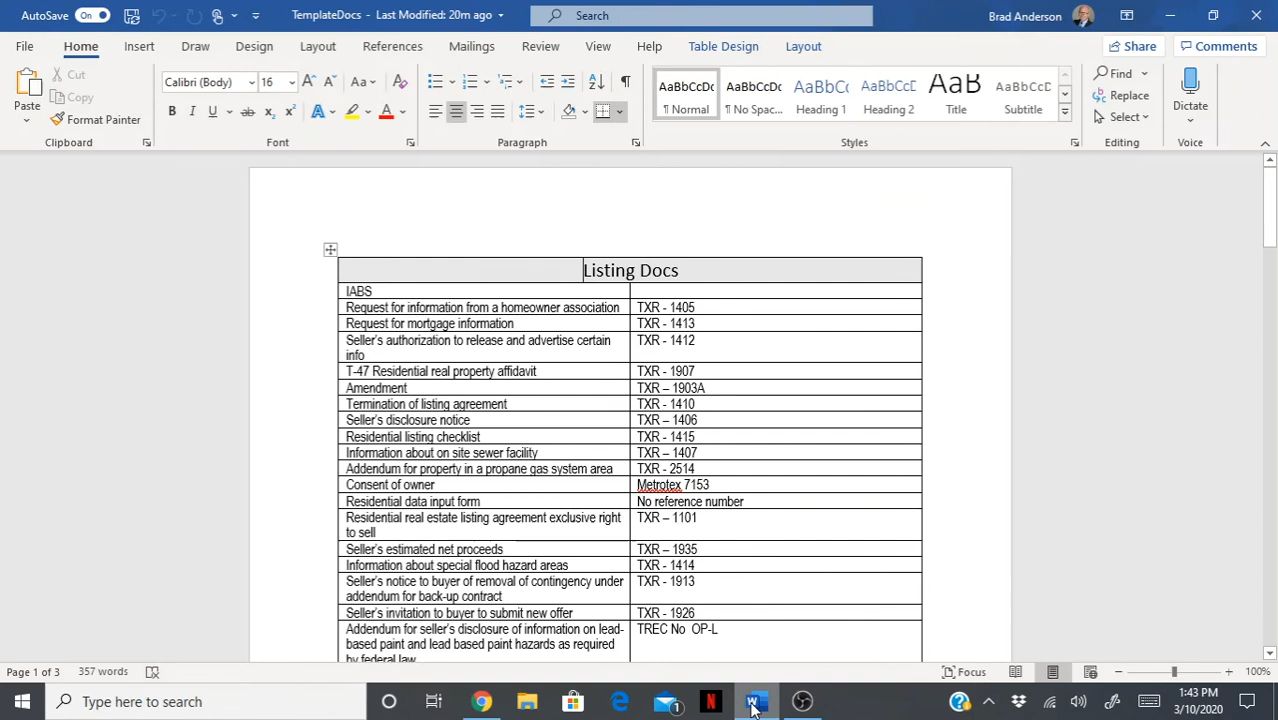 AutoSave On TemplateDocs - Last Modified: 20m ago Search Brad Anderson
File Home Insert Draw Design Layout References Mailings Review View Help Table Design Layout Share Comments
Paste Cut Calibri (Body) 16 Aa AaBbCcDc AaBbCcDc AaBbC AaBbCcD AaB AaBbCcD Find Dictate
Copy Replace
Format Painter B I U ab x₂ x² A A ¶ Normal ¶ No Spac... Heading 1 Heading 2 Title Subtitle Select
Clipboard Font Paragraph Styles Editing Voice
Listing Docs
IABS
Request for information from a homeowner association TXR - 1405
Request for mortgage information TXR - 1413
Seller's authorization to release and advertise certain TXR - 1412
info
T-47 Residential real property affidavit TXR - 1907
Amendment TXR – 1903A
Termination of listing agreement TXR - 1410
Seller's disclosure notice TXR – 1406
Residential listing checklist TXR - 1415
Information about on site sewer facility TXR – 1407
Addendum for property in a propane gas system area TXR - 2514
Consent of owner Metrotex 7153
Residential data input form No reference number
Residential real estate listing agreement exclusive right TXR – 1101
to sell
Seller's estimated net proceeds TXR – 1935
Information about special flood hazard areas TXR - 1414
Seller's notice to buyer of removal of contingency under TXR - 1913
addendum for back-up contract
Seller's invitation to buyer to submit new offer TXR - 1926
Addendum for seller's disclosure of information on lead- TREC No OP-L
based paint and lead based paint hazards as required
by federal law
Page 1 of 3 357 words Focus 100%
Type here to search 1 1:43 PM
3/10/2020